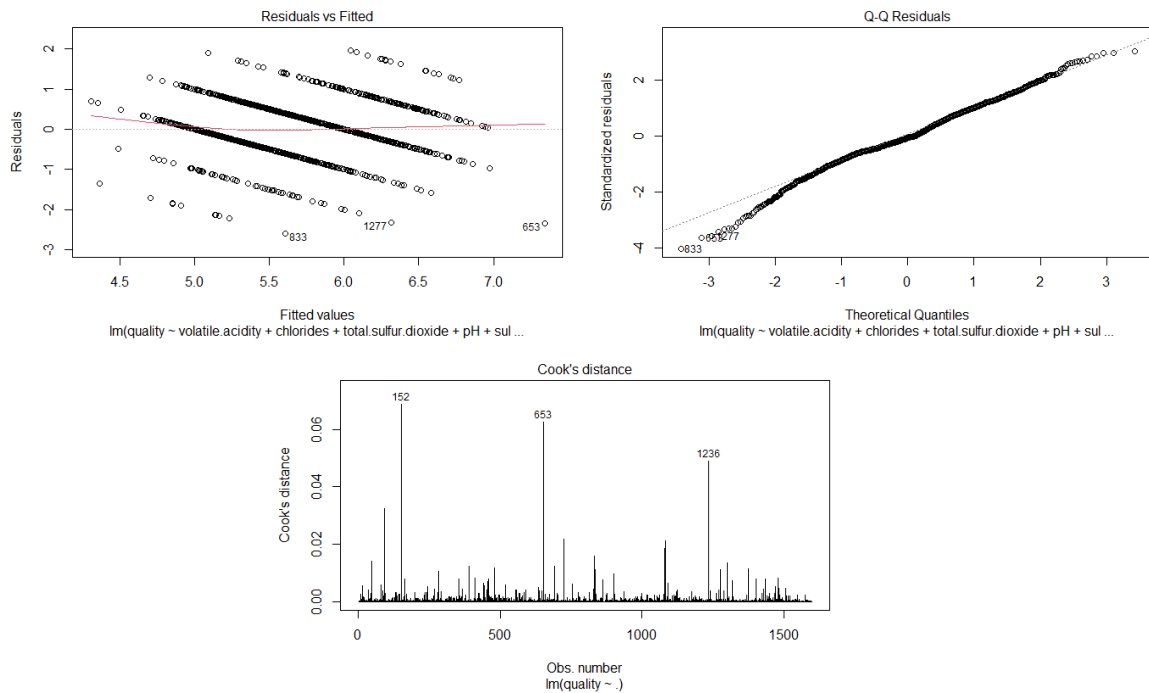 Residuals vs Fitted
Residuals
2
1
0
-1
-2
-3
833
1277
653
4.5 5.0 5.5 6.0 6.5 7.0
Fitted values
lm(quality ~ volatile.acidity + chlorides + total.sulfur.dioxide + pH + sul ...
Q-Q Residuals
Standardized residuals
2
0
-2
-4
833
653
1277
-3 -2 -1 0 1 2 3
Theoretical Quantiles
lm(quality ~ volatile.acidity + chlorides + total.sulfur.dioxide + pH + sul ...
Cook's distance
Cook's distance
0.06
0.04
0.02
0.00
152
653
1236
0 500 1000 1500
Obs. number
lm(quality ~ .)